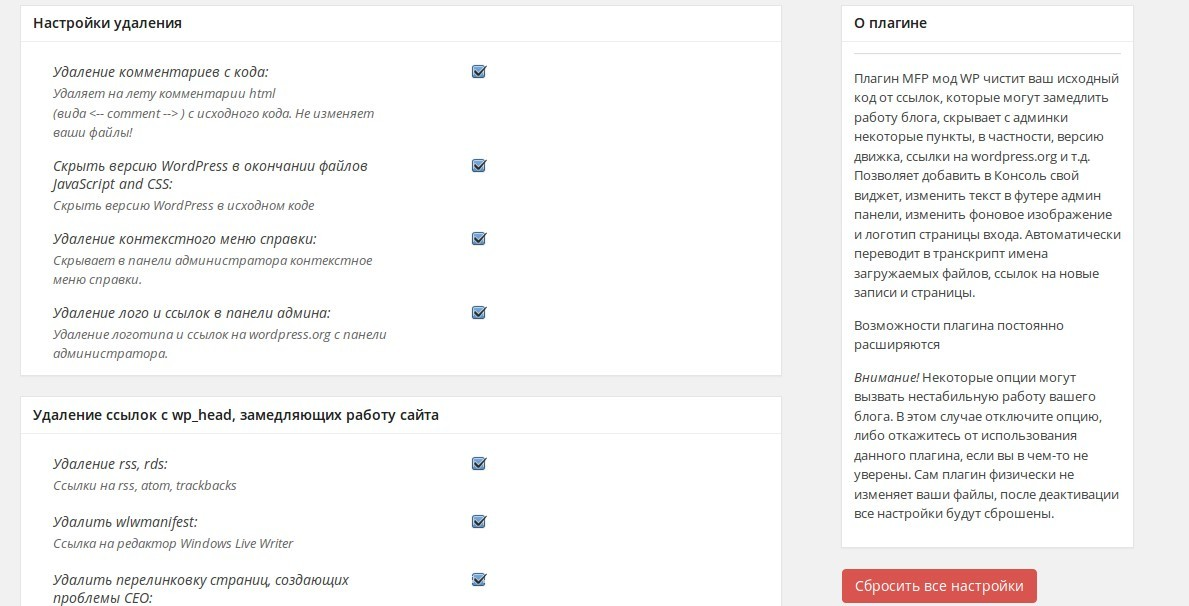 Настройки удаления
Удаление комментариев с кода:
Удаляет на лету комментарии html
(вида <-- comment --> ) с исходного кода. Не изменяет
ваши файлы!
Скрыть версию WordPress в окончании файлов
JavaScript and CSS:
Скрыть версию WordPress в исходном коде
Удаление контекстного меню справки:
Скрывает в панели администратора контекстное
меню справки.
Удаление лого и ссылок в панели админа:
Удаление логотипа и ссылок на wordpress.org с панели
администратора.
Удаление ссылок с wp_head, замедляющих работу сайта
Удаление rss, rds:
Ссылки на rss, atom, trackbacks
Удалить wlwmanifest:
Ссылка на редактор Windows Live Writer
Удалить перелинковку страниц, создающих
проблемы СЕО:
О плагине
Плагин MFP мод WP чистит ваш исходный
код от ссылок, которые могут замедлить
работу блога, скрывает с админки
некоторые пункты, в частности, версию
движка, ссылки на wordpress.org и т.д.
Позволяет добавить в Консоль свой
виджет, изменить текст в футере админ
панели, изменить фоновое изображение
и логотип страницы входа. Автоматически
переводит в транскрипт имена
загружаемых файлов, ссылок на новые
записи и страницы.
Возможности плагина постоянно
расширяются
Внимание! Некоторые опции могут
вызвать нестабильную работу вашего
блога. В этом случае отключите опцию,
либо откажитесь от использования
данного плагина, если вы в чем-то не
уверены. Сам плагин физически не
изменяет ваши файлы, после деактивации
все настройки будут сброшены.
Сбросить все настройки